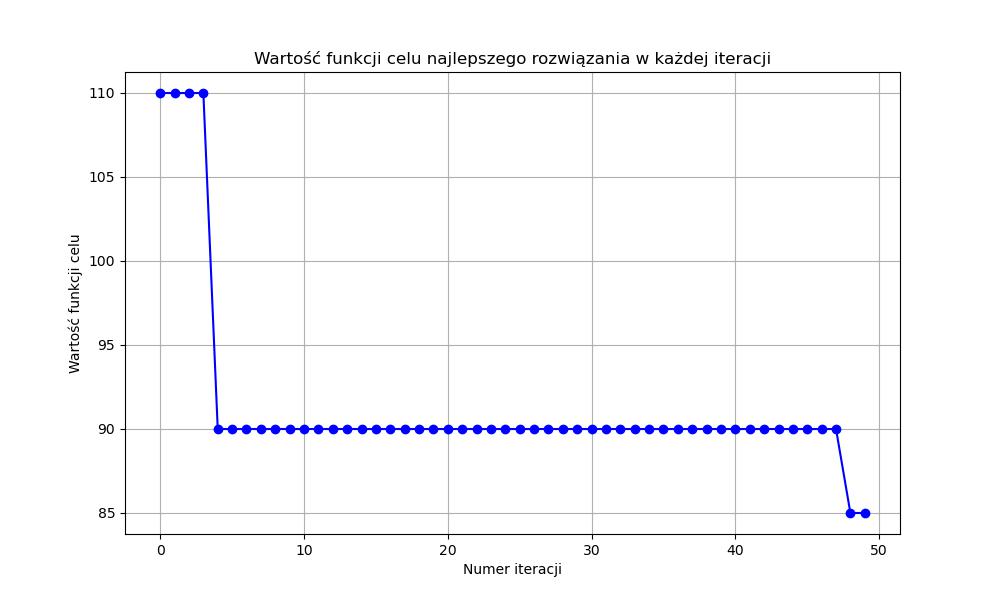 Wartość funkcji celu najlepszego rozwiązania w każdej iteracji
Wartość funkcji celu
110
105
100
95
90
85
0 10 20 30 40 50
Numer iteracji